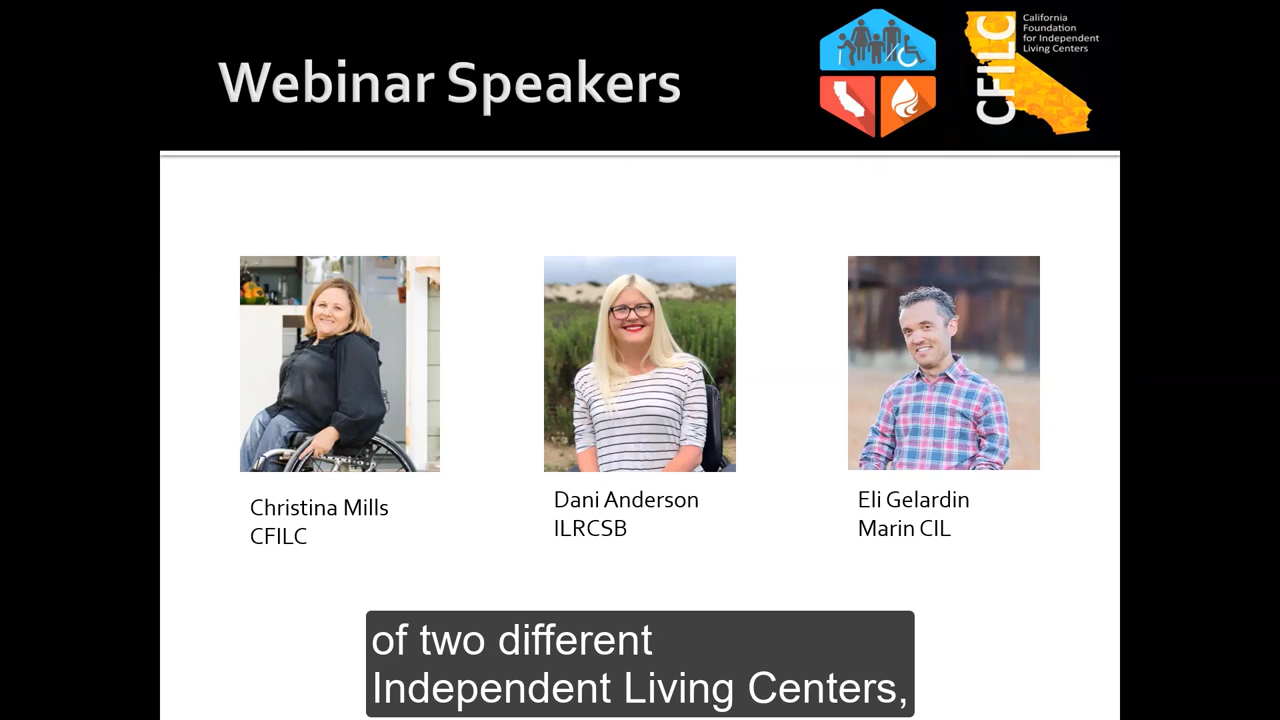 Webinar Speakers
CFILC
California
Foundation
for Independent
Living Centers
Christina Mills
CFILC
Dani Anderson
ILRCSB
Eli Gelardin
Marin CIL
of two different
Independent Living Centers,